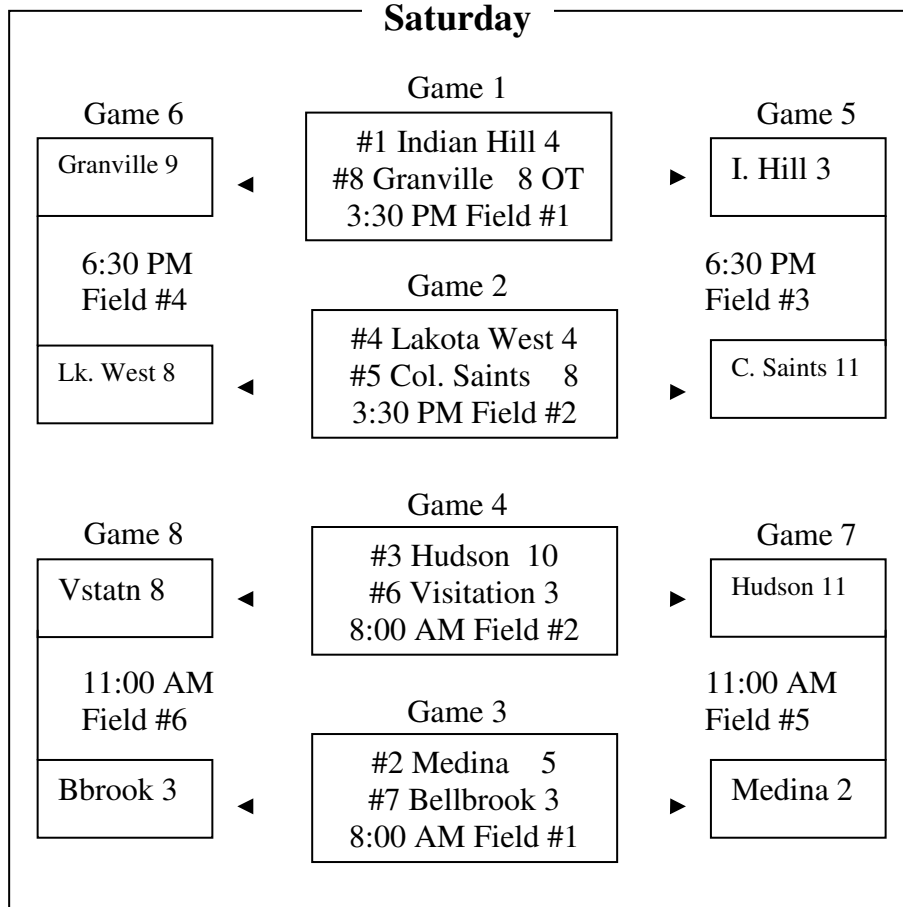 Saturday
Game 1
Game 6
Game 5
#1 Indian Hill 4
#8 Granville 8 OT
3:30 PM Field #1
Granville 9
I. Hill 3
6:30 PM
Field #4
6:30 PM
Field #3
Game 2
#4 Lakota West 4
#5 Col. Saints 8
3:30 PM Field #2
Lk. West 8
C. Saints 11
Game 4
Game 8
Game 7
#3 Hudson 10
#6 Visitation 3
8:00 AM Field #2
Vstatn 8
Hudson 11
11:00 AM
Field #6
11:00 AM
Field #5
Game 3
#2 Medina 5
#7 Bellbrook 3
8:00 AM Field #1
Bbrook 3
Medina 2